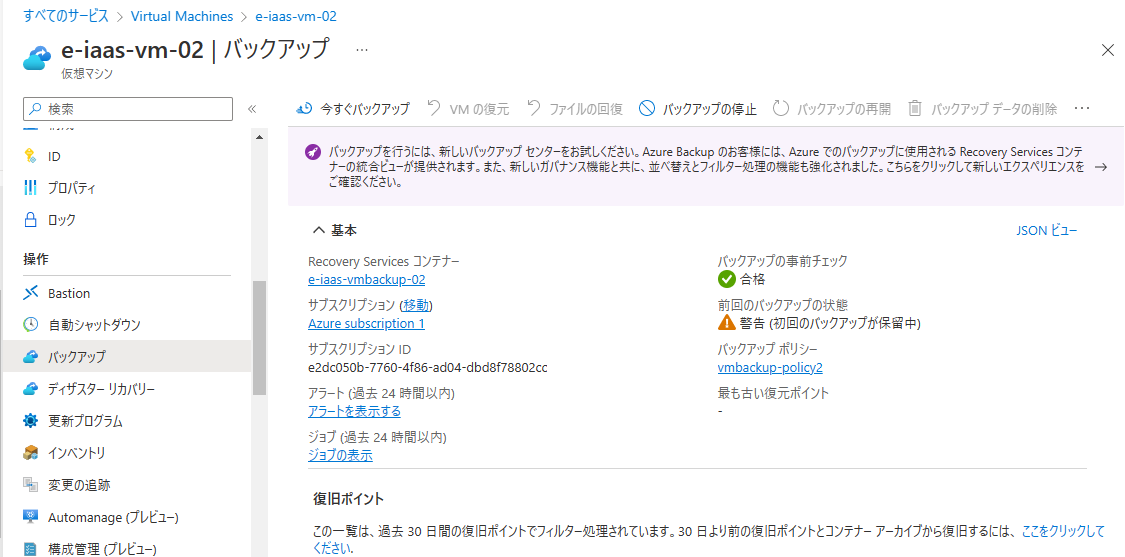 すべてのサービス > Virtual Machines > e-iaas-vm-02
e-iaas-vm-02 | バックアップ ...
仮想マシン
検索
ID
プロパティ
ロック
操作
Bastion
自動シャットダウン
バックアップ
ディザスター リカバリー
更新プログラム
インベントリ
変更の追跡
Automanage (プレビュー)
構成管理 (プレビュー)
今すぐバックアップ VM の復元 ファイルの回復 バックアップの停止 バックアップの再開 バックアップ データの削除 ...
バックアップを行うには、新しいバックアップ センターをお試しください。Azure Backup のお客様には、Azure でのバックアップに使用される Recovery Services コンテ
ナーの統合ビューが提供されます。また、新しいガバナンス機能と共に、並べ替えとフィルター処理の機能も強化されました。こちらをクリックして新しいエクスペリエンスを
ご確認ください。
基本 JSON ビュー
Recovery Services コンテナー
e-iaas-vmbackup-02
サブスクリプション (移動)
Azure subscription 1
サブスクリプション ID
e2dc050b-7760-4f86-ad04-dbd8f78802cc
アラート (過去 24 時間以内)
アラートを表示する
ジョブ (過去 24 時間以内)
ジョブの表示
バックアップの事前チェック
合格
前回のバックアップの状態
警告 (初回のバックアップが保留中)
バックアップ ポリシー
vmbackup-policy2
最も古い復元ポイント
-
復旧ポイント
この一覧は、過去 30 日間の復旧ポイントでフィルター処理されています。30 日より前の復旧ポイントとコンテナー アーカイブから復旧するには、ここをクリックして
ください.